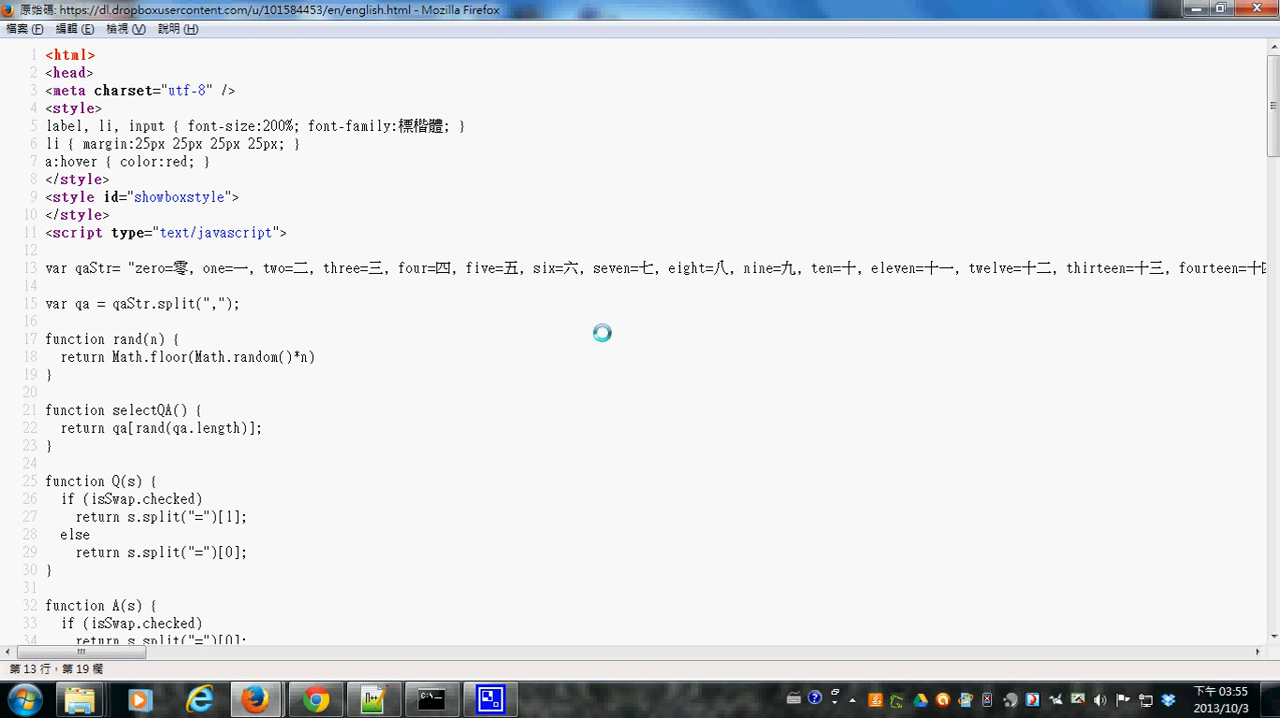 原始碼: https://dl.dropboxusercontent.com/u/101584453/en/english.html - Mozilla Firefox
檔案(F) 編輯(E) 檢視(V) 說明(H)
1 <html>
2 <head>
3 <meta charset="utf-8" />
4 <style>
5 label, li, input { font-size:200%; font-family:標楷體; }
6 li { margin:25px 25px 25px 25px; }
7 a:hover { color:red; }
8 </style>
9 <style id="showboxstyle">
10 </style>
11 <script type="text/javascript">
12
13 var qaStr= "zero=零, one=一, two=二, three=三, four=四, five=五, six=六, seven=七, eight=八, nine=九, ten=十, eleven=十一, twelve=十二, thirteen=十三, fourteen=十四
14
15 var qa = qaStr.split(",");
16
17 function rand(n) {
18 return Math.floor(Math.random()*n)
19 }
20
21 function selectQA() {
22 return qa[rand(qa.length)];
23 }
24
25 function Q(s) {
26 if (isSwap.checked)
27 return s.split("=")[1];
28 else
29 return s.split("=")[0];
30 }
31
32 function A(s) {
33 if (isSwap.checked)
34 return s.split("=")[0];
第 13 行，第 19 欄
下午 03:55
2013/10/3